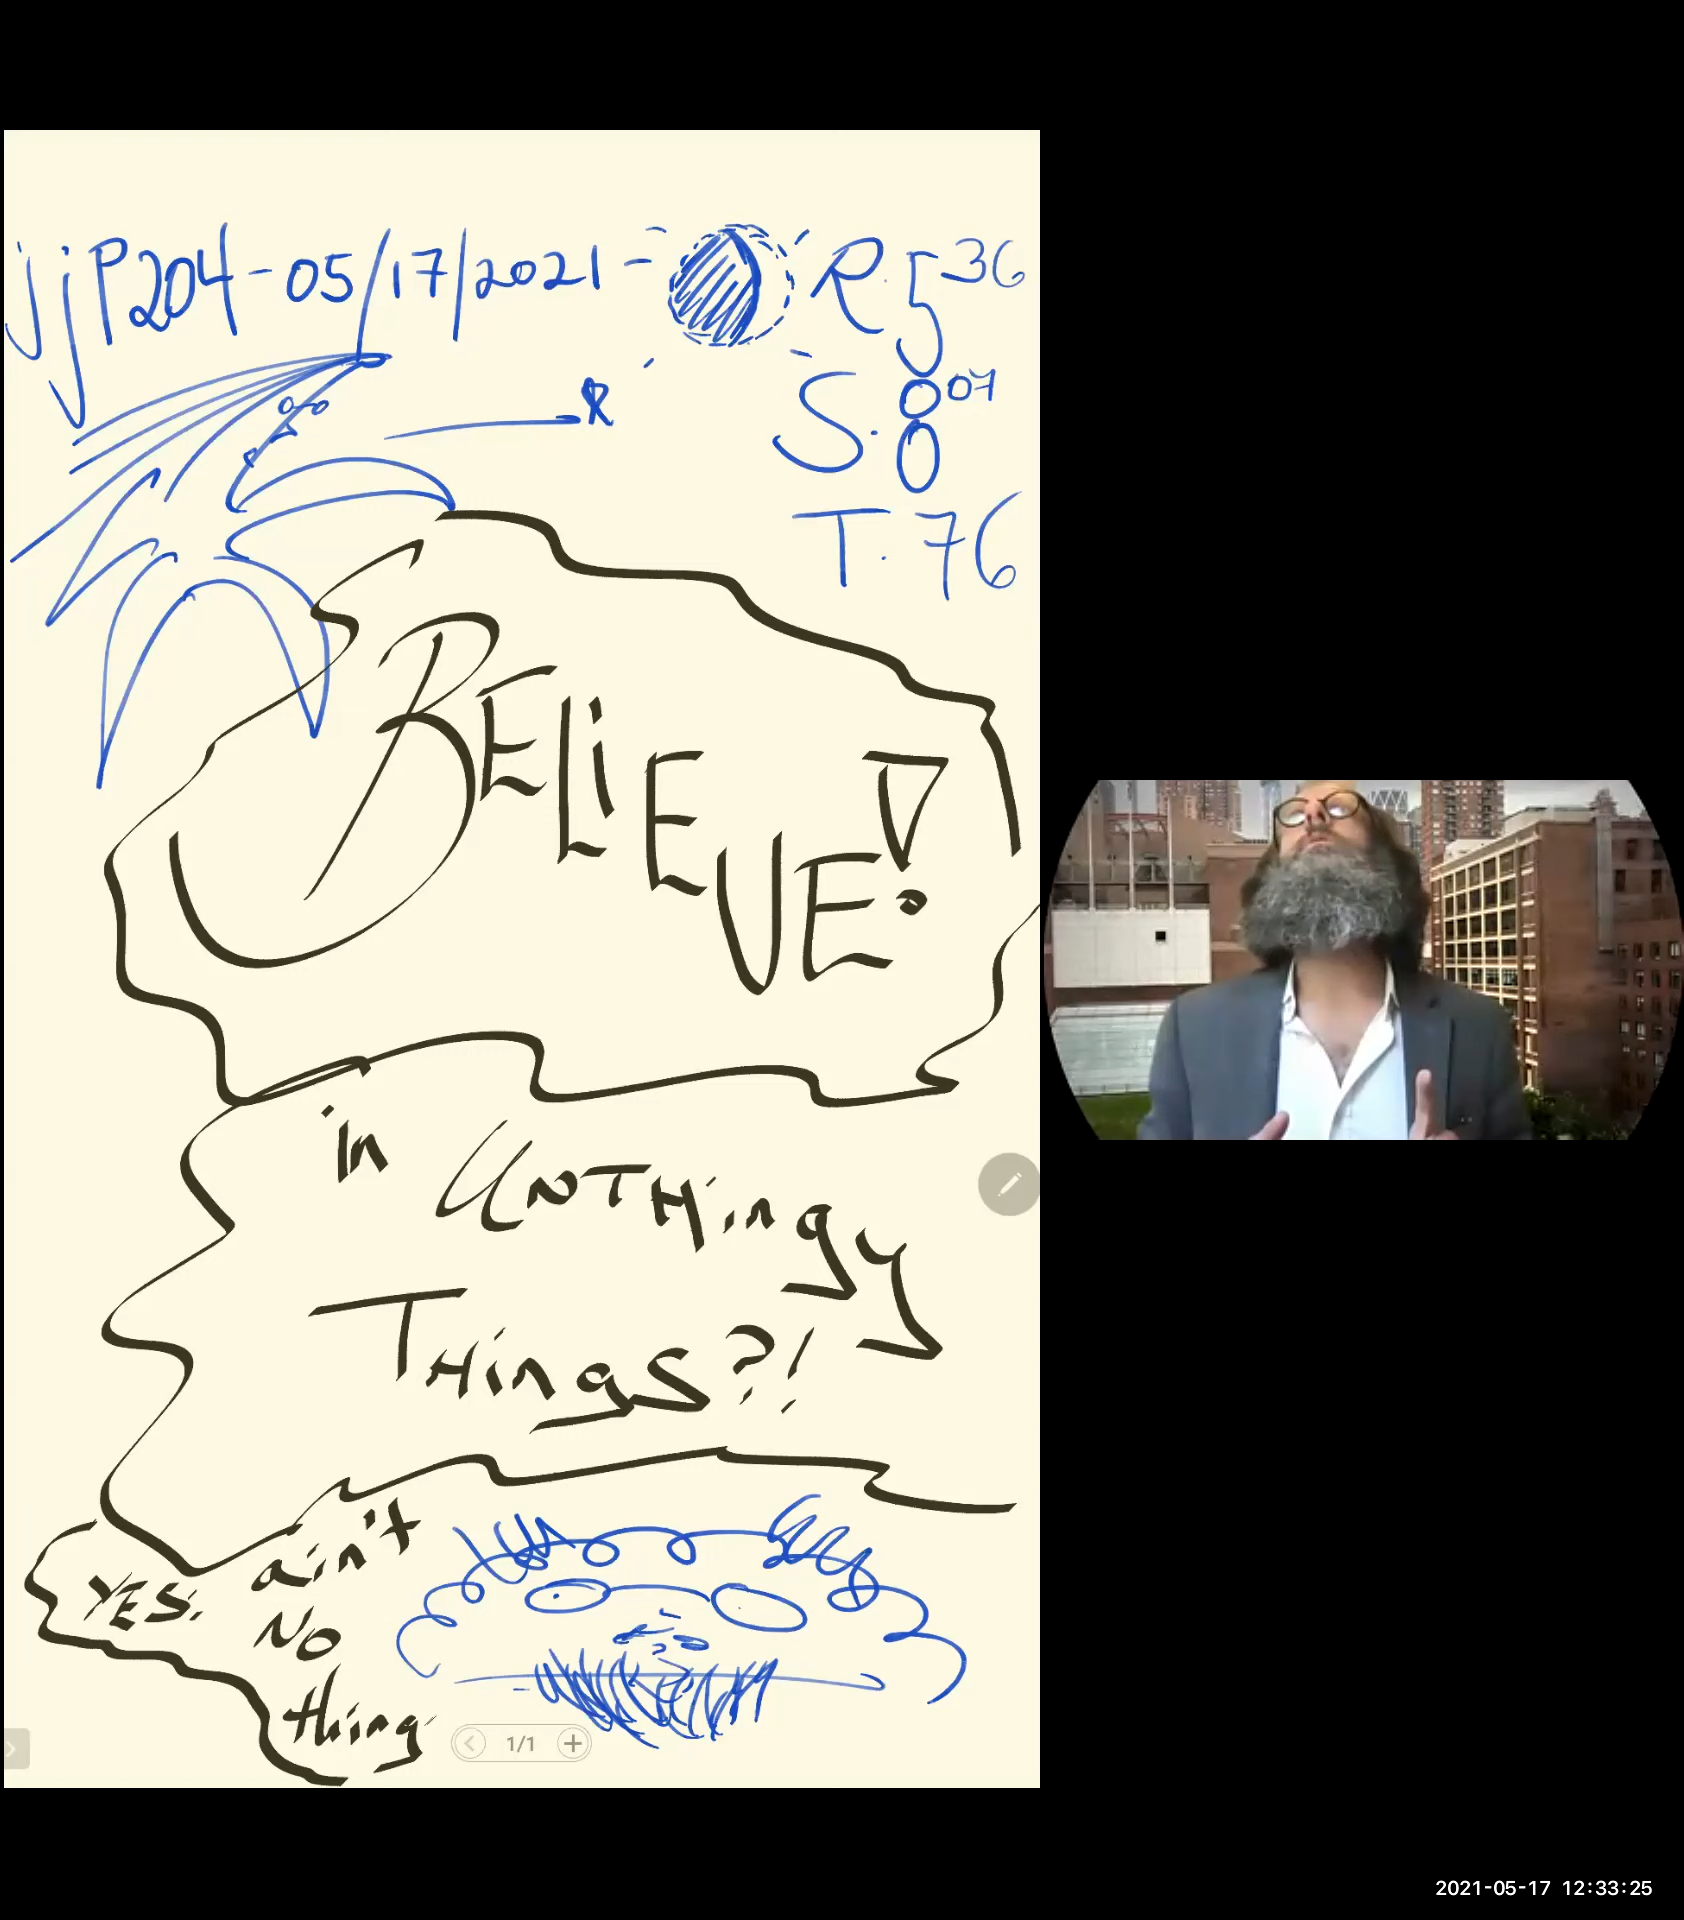 jjP204-05/17/2021-
R. 5 36
S. 8 07
0
T. 76
BELiEVE!
in UNTHingy
THings?!
YES. ain't
NO
thing
1/1
2021-05-17 12:33:25